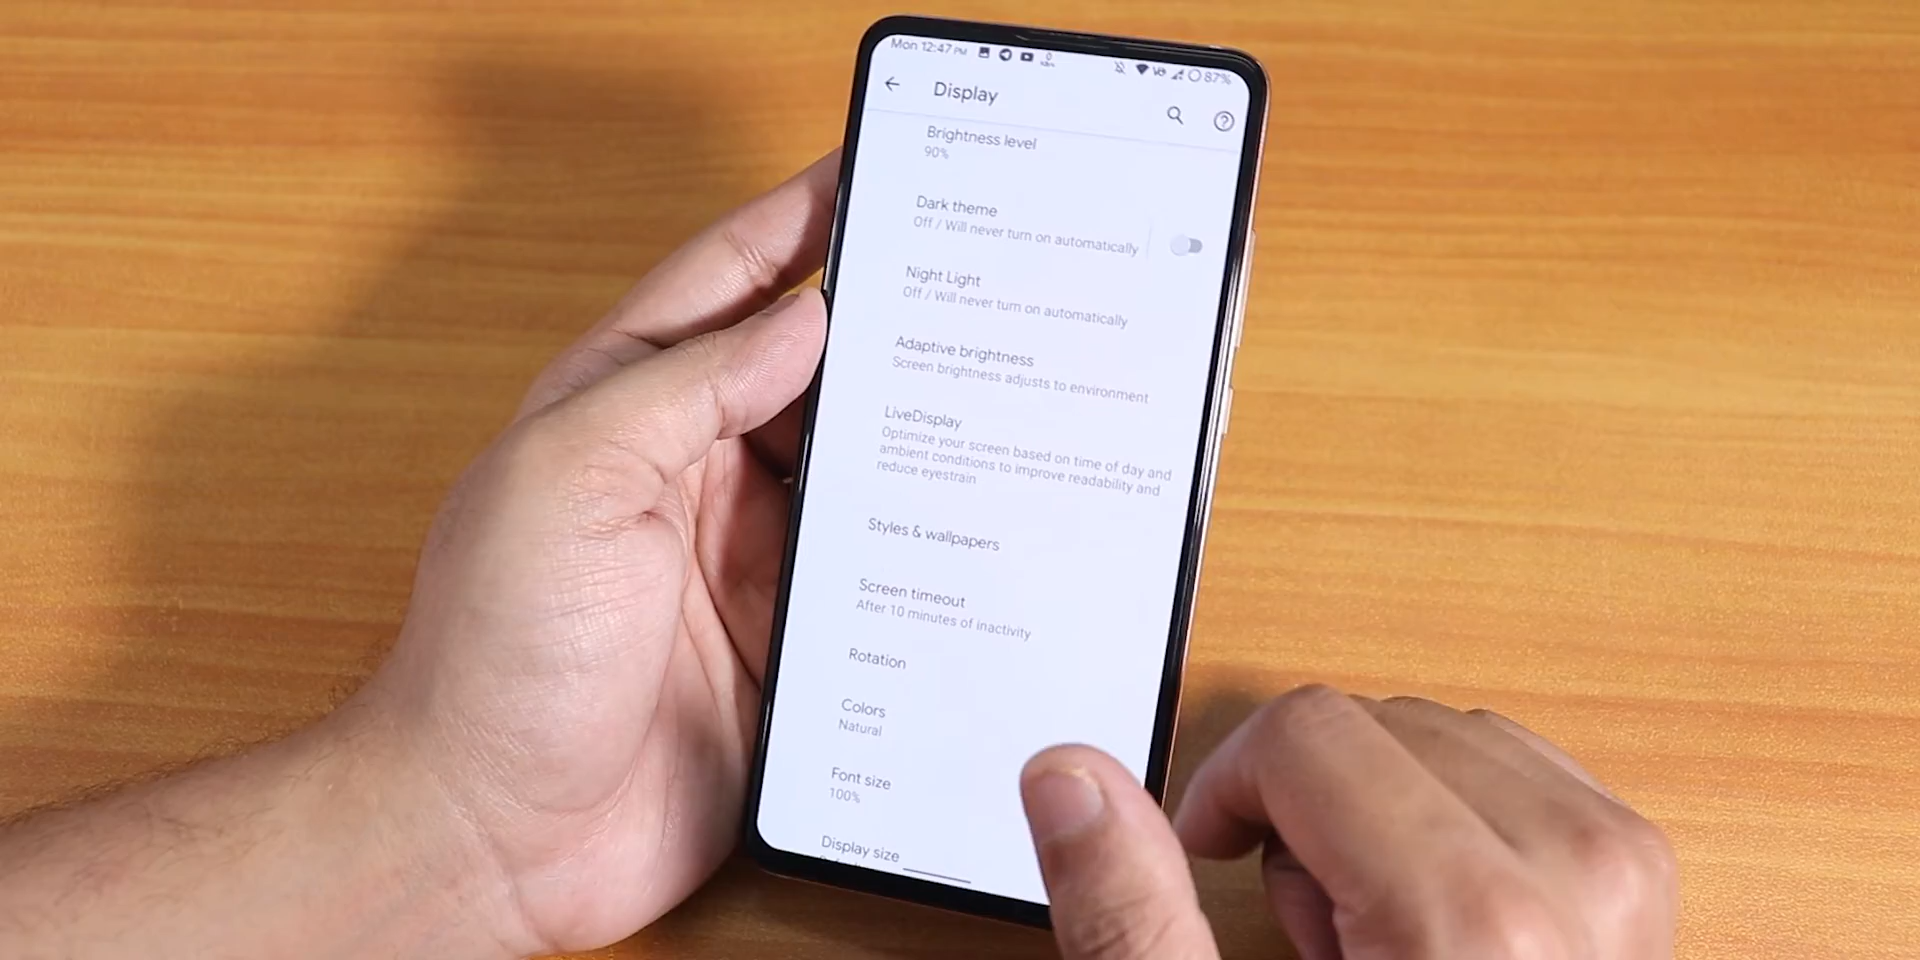 Mon 12:47 PM
87%
Display
Brightness level
90%
Dark theme
Off / Will never turn on automatically
Night Light
Off / Will never turn on automatically
Adaptive brightness
Screen brightness adjusts to environment
LiveDisplay
Optimize your screen based on time of day and
ambient conditions to improve readability and
reduce eyestrain
Styles & wallpapers
Screen timeout
After 10 minutes of inactivity
Rotation
Colors
Natural
Font size
100%
Display size